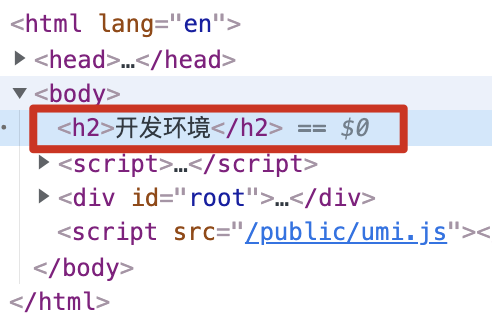 <html lang="en">
▶ <head>…</head>
▼ <body>
<h2>开发环境</h2> == $0
▶ <script>…</script>
▶ <div id="root">…</div>
<script src="/public/umi.js"><
</body>
</html>